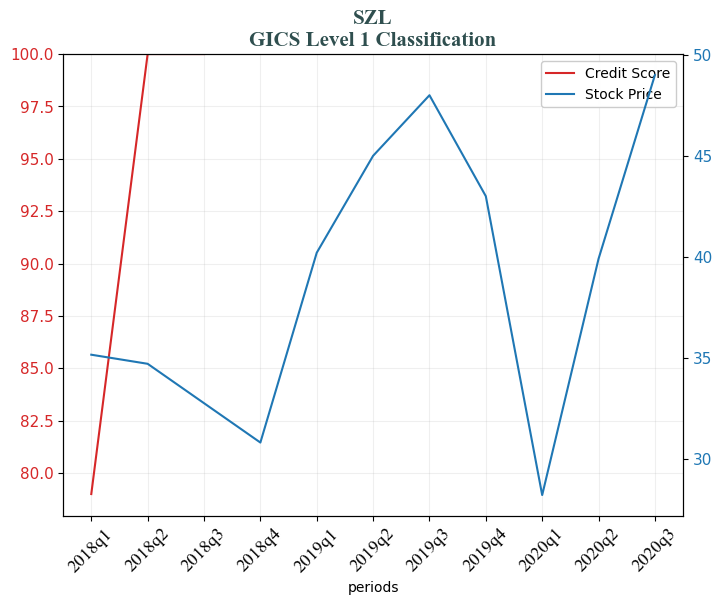 SZL
GICS Level 1 Classification
100.0
97.5
95.0
92.5
90.0
87.5
85.0
82.5
80.0
Credit Score
Stock Price
50
45
40
35
30
2018q1
2018q2
2018q3
2018q4
2019q1
2019q2
2019q3
2019q4
2020q1
2020q2
2020q3
periods